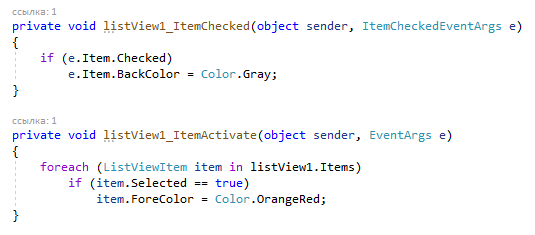 ссылка: 1
private void listView1_ItemChecked(object sender, ItemCheckedEventArgs e)
{
    if (e.Item.Checked)
        e.Item.BackColor = Color.Gray;
}
ссылка: 1
private void listView1_ItemActivate(object sender, EventArgs e)
{
    foreach (ListViewItem item in listView1.Items)
        if (item.Selected == true)
            item.ForeColor = Color.OrangeRed;
}